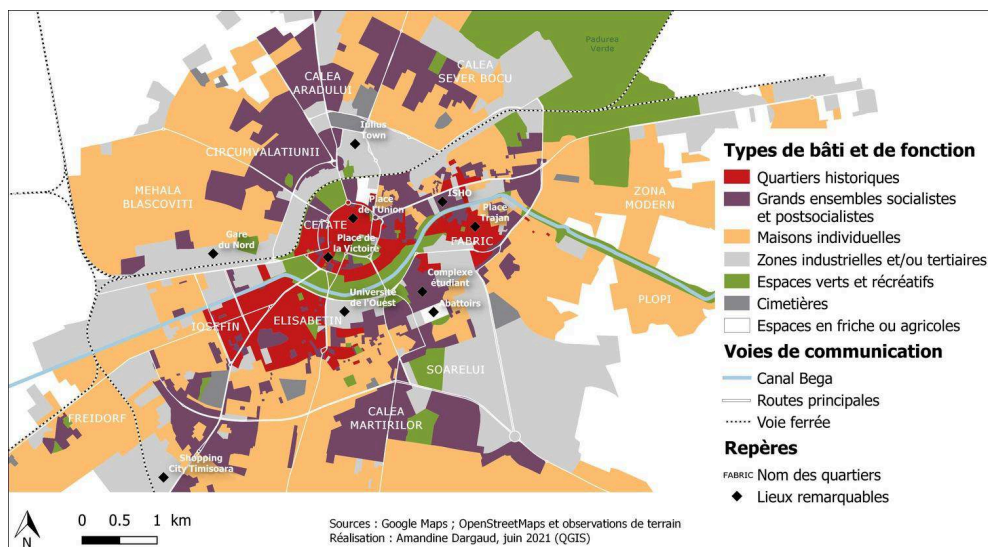 Padurea
Verde
CALEA
SEVER BOCU
CALEA
ARADULUI
Iulius
Town
CIRCUMVALATIUNII
MEHALA
BLASCOVITI
ISHO
ZONA
MODERN
Place
de l'Union
Place
Trajan
CETATE
Gare
du Nord
Place de
la Victoire
FABRIC
Complexe
étudiant
PLOPI
Université
de l'Ouest
Abattoirs
IOSEFIN
ELISABETIN
SOARELUI
FREIDORF
CALEA
MARTIRILOR
Shopping
City Timisoara
Types de bâti et de fonction
Quartiers historiques
Grands ensembles socialistes
et postsocialistes
Maisons individuelles
Zones industrielles et/ou tertiaires
Espaces verts et récréatifs
Cimetières
Espaces en friche ou agricoles
Voies de communication
Canal Bega
Routes principales
Voie ferrée
Repères
FABRIC Nom des quartiers
Lieux remarquables
N
0 0.5 1 km
Sources : Google Maps ; OpenStreetMaps et observations de terrain
Réalisation : Amandine Dargaud, juin 2021 (QGIS)